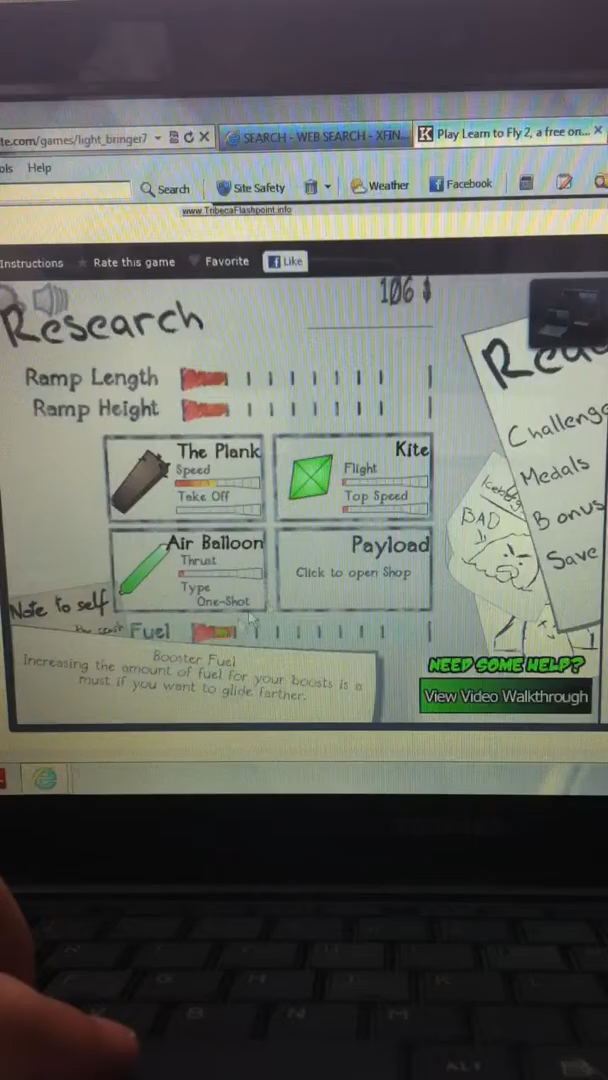 te.com/games/light_bringer7
SEARCH - WEB SEARCH - XFIN...
K Play Learn to Fly 2, a free on...
ols Help
Search
Site Safety
Weather
Facebook
www.TribecaFlashpoint.info
Instructions
Rate this game
Favorite
Like
106 $
Research
Ramp Length
Ramp Height
The Plank
Speed
Take Off
Kite
Flight
Top Speed
Air Balloon
Thrust
Type
One-Shot
Payload
Click to open Shop
Challenge
Medals
Bonus
Save
BAD
Note to self
Fuel
Booster Fuel
Increasing the amount of fuel for your boosts is a
must if you want to glide farther.
NEED SOME HELP?
View Video Walkthrough
N
M
ALT